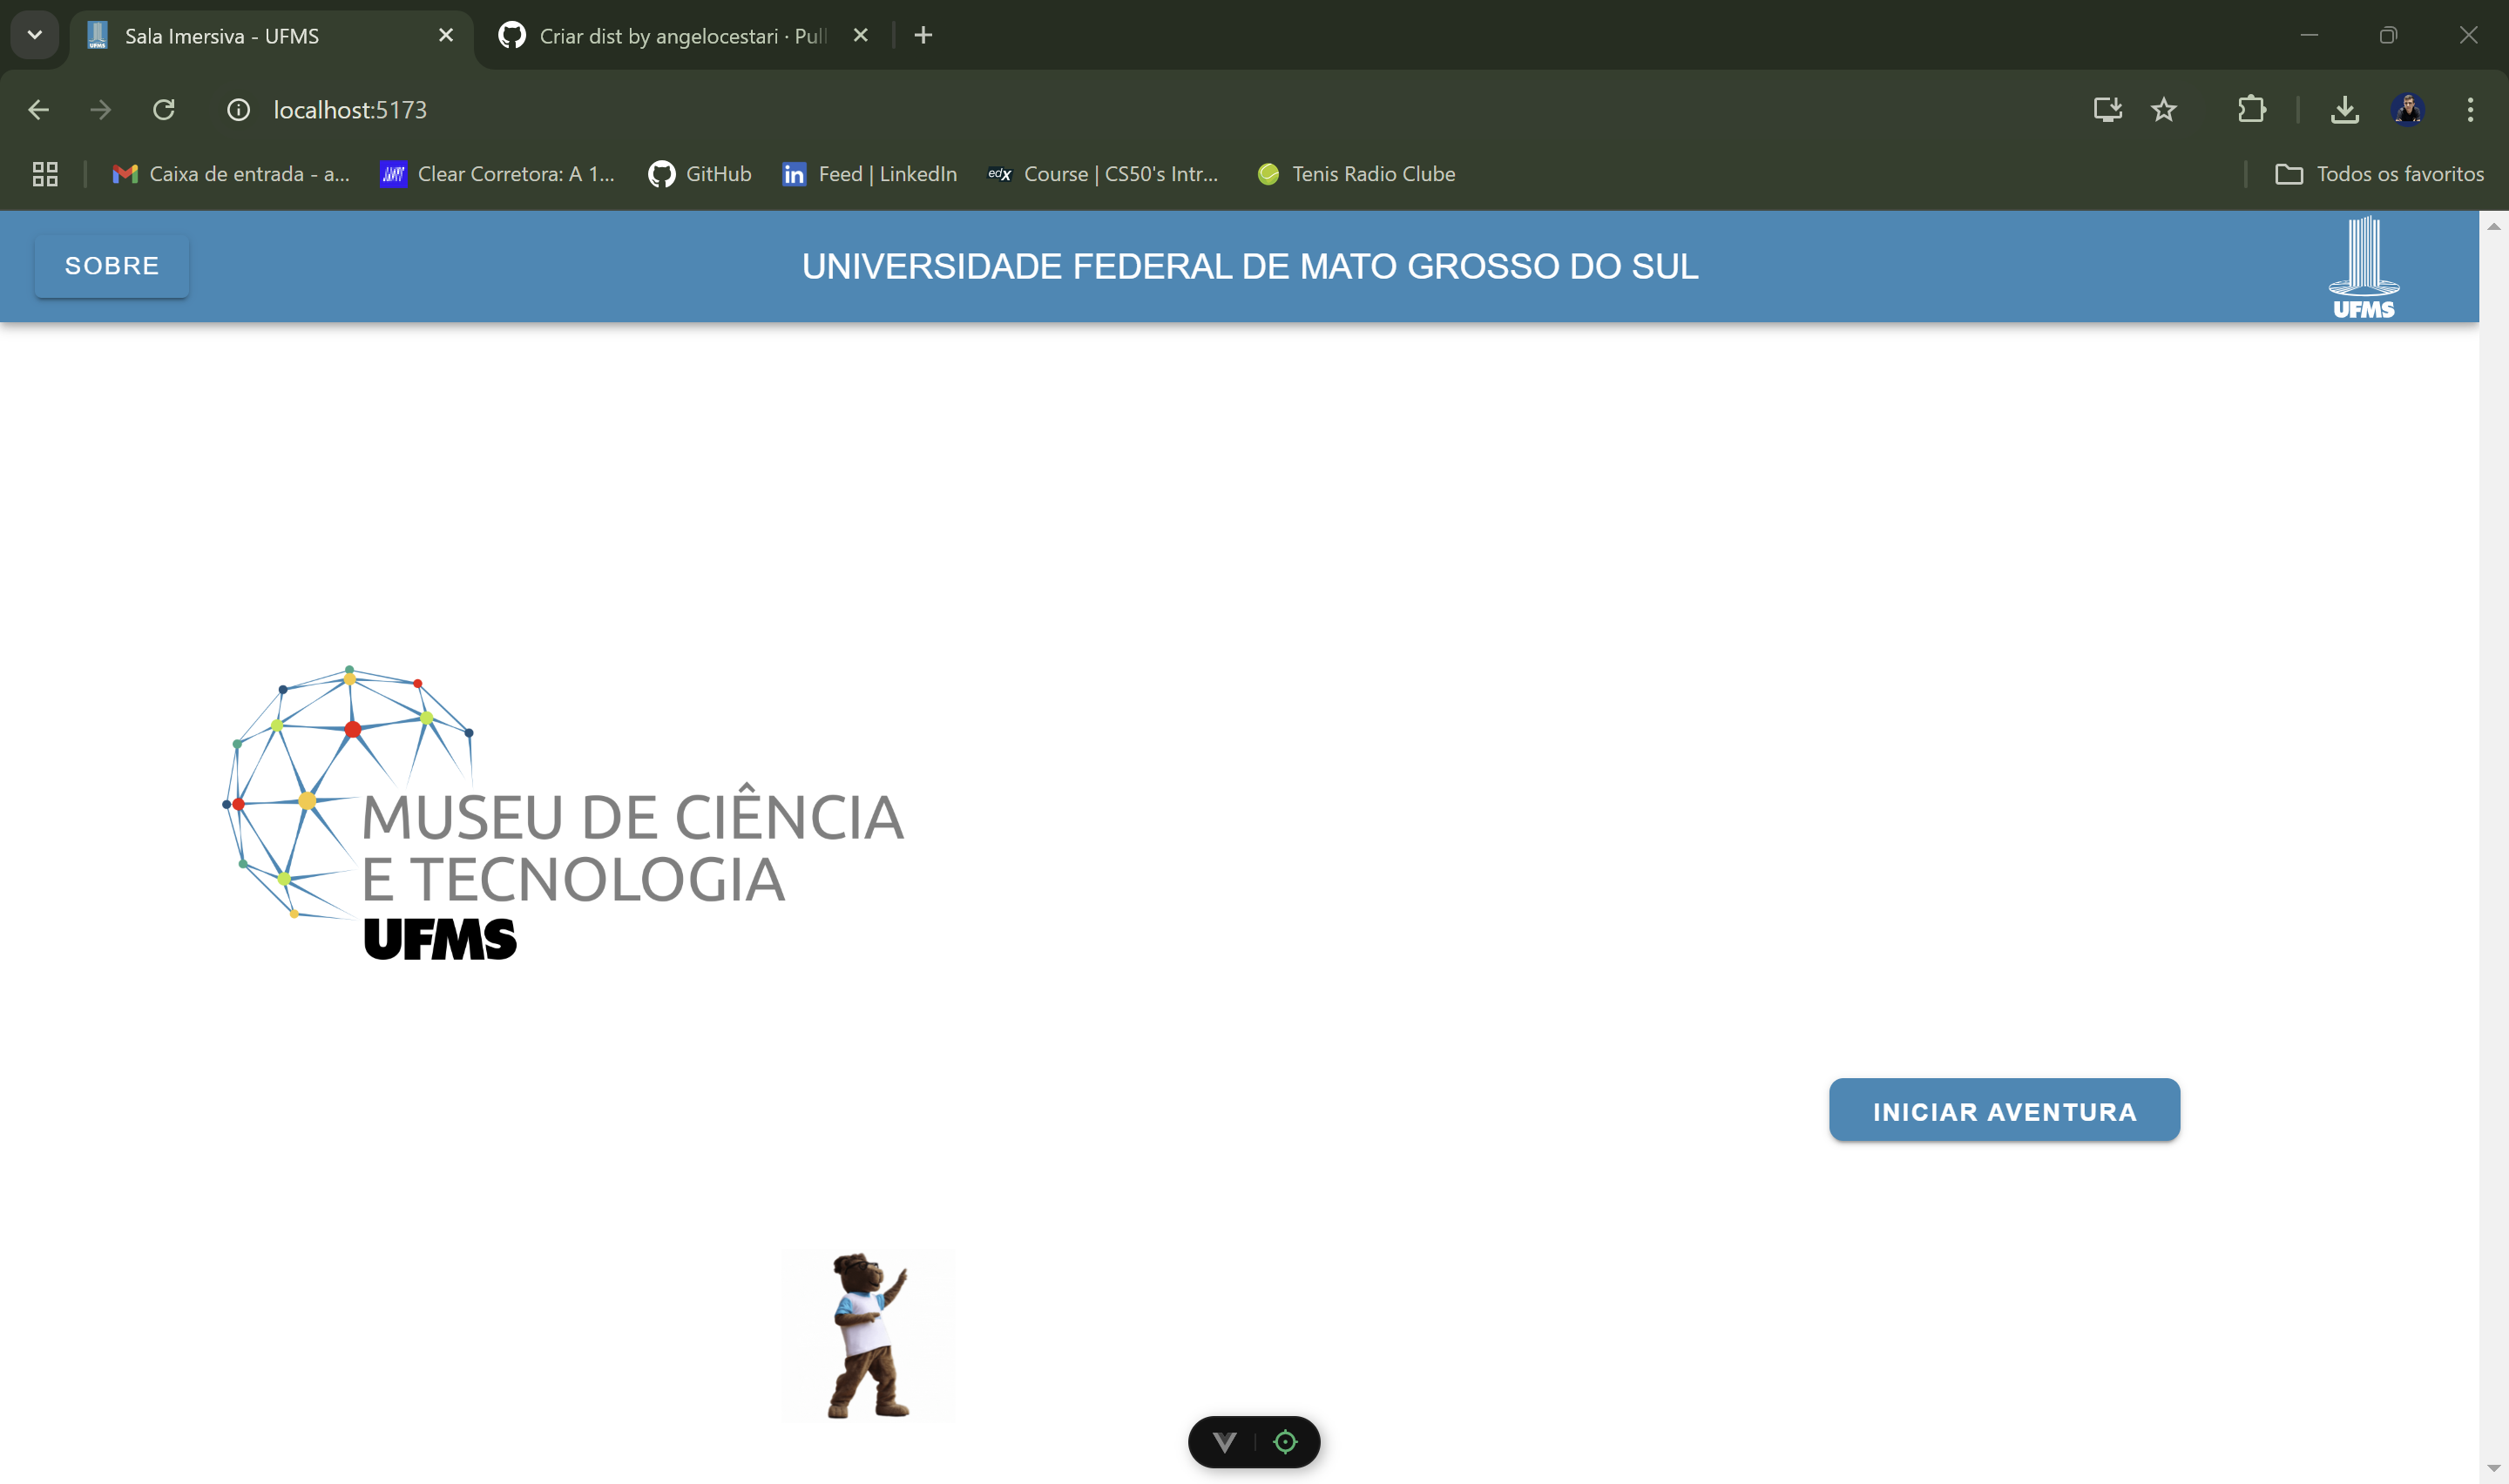 Sala Imersiva - UFMS
Criar dist by angelocestari · Pull
localhost:5173
Caixa de entrada - a...
Clear Corretora: A 1...
GitHub
in
Feed | LinkedIn
edX
Course | CS50's Intr...
Tenis Radio Clube
Todos os favoritos
SOBRE
UNIVERSIDADE FEDERAL DE MATO GROSSO DO SUL
UFMS
MUSEU DE CIÊNCIA
E TECNOLOGIA
UFMS
INICIAR AVENTURA